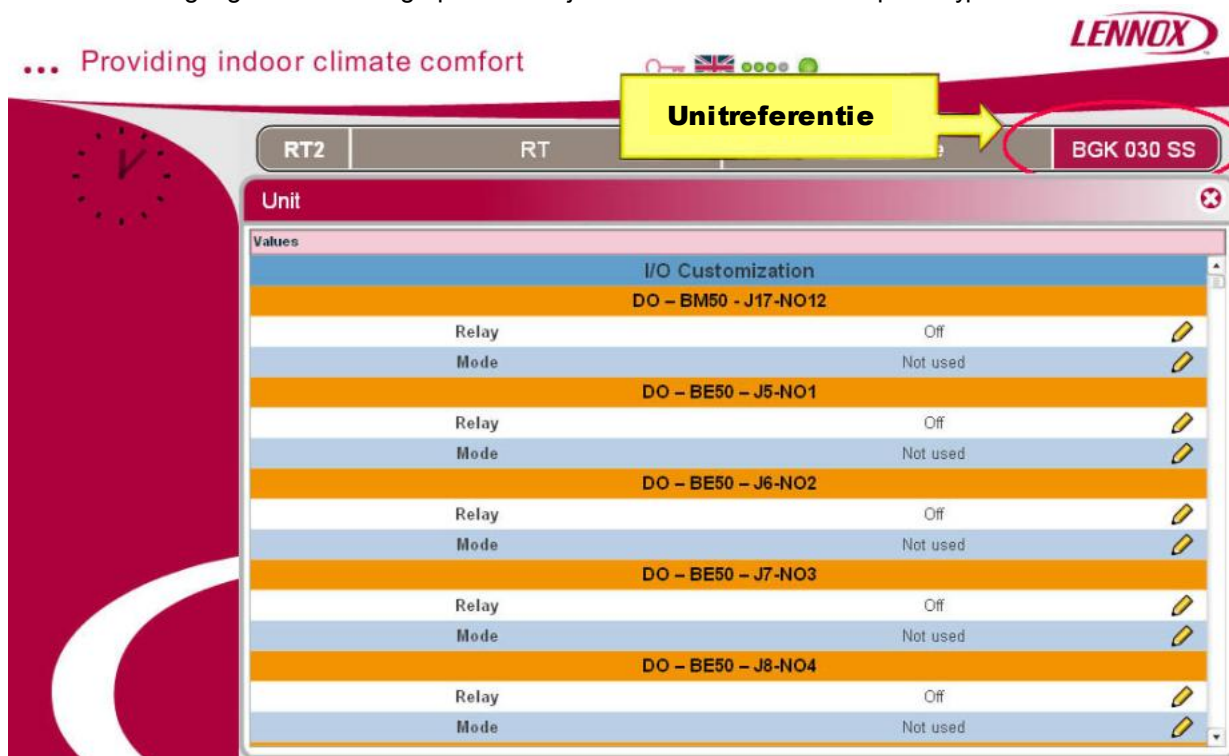 LENNOX
... Providing indoor climate comfort
Unitreferentie
RT2 RT BGK 030 SS
Unit
Values
I/O Customization
DO – BM50 - J17-NO12
Relay Off
Mode Not used
DO – BE50 – J5-NO1
Relay Off
Mode Not used
DO – BE50 – J6-NO2
Relay Off
Mode Not used
DO – BE50 – J7-NO3
Relay Off
Mode Not used
DO – BE50 – J8-NO4
Relay Off
Mode Not used